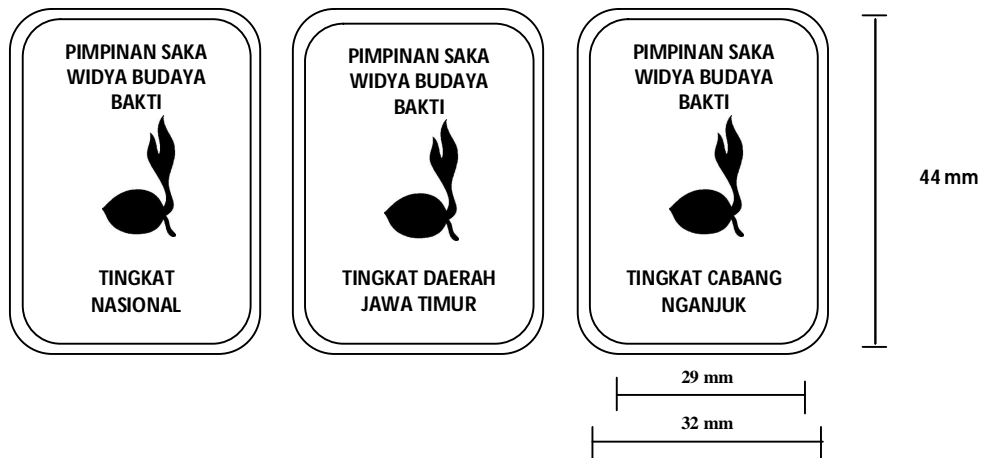 PIMPINAN SAKA
WIDYA BUDAYA
BAKTI
TINGKAT
NASIONAL
PIMPINAN SAKA
WIDYA BUDAYA
BAKTI
TINGKAT DAERAH
JAWA TIMUR
PIMPINAN SAKA
WIDYA BUDAYA
BAKTI
TINGKAT CABANG
NGANJUK
44 mm
29 mm
32 mm